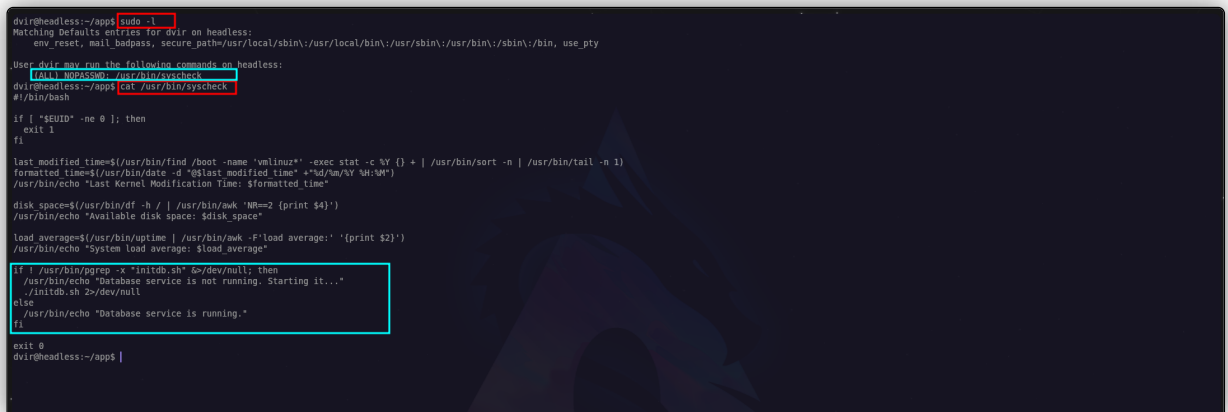 dvir@headless:~/app$ sudo -l
Matching Defaults entries for dvir on headless:
    env_reset, mail_badpass, secure_path=/usr/local/sbin\:/usr/local/bin\:/usr/sbin\:/usr/bin\:/sbin\:/bin, use_pty

User dvir may run the following commands on headless:
    (ALL) NOPASSWD: /usr/bin/syscheck
dvir@headless:~/app$ cat /usr/bin/syscheck
#!/bin/bash

if [ "$EUID" -ne 0 ]; then
  exit 1
fi

last_modified_time=$(/usr/bin/find /boot -name 'vmlinuz*' -exec stat -c %Y {} + | /usr/bin/sort -n | /usr/bin/tail -n 1)
formatted_time=$(/usr/bin/date -d "@$last_modified_time" +"%d/%m/%Y %H:%M")
/usr/bin/echo "Last Kernel Modification Time: $formatted_time"

disk_space=$(/usr/bin/df -h / | /usr/bin/awk 'NR==2 {print $4}')
/usr/bin/echo "Available disk space: $disk_space"

load_average=$(/usr/bin/uptime | /usr/bin/awk -F'load average:' '{print $2}')
/usr/bin/echo "System load average: $load_average"

if ! /usr/bin/pgrep -x "initdb.sh" &>/dev/null; then
  /usr/bin/echo "Database service is not running. Starting it..."
  ./initdb.sh 2>/dev/null
else
  /usr/bin/echo "Database service is running."
fi

exit 0
dvir@headless:~/app$